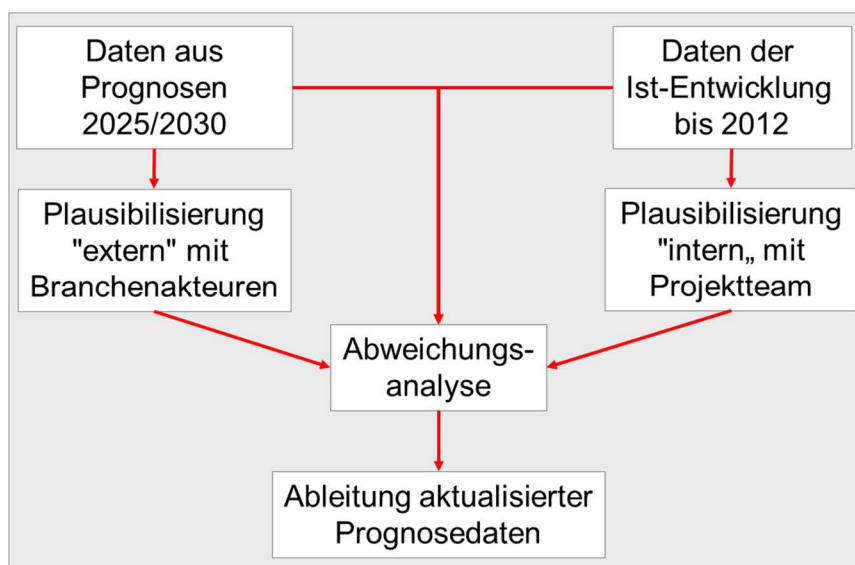 Daten aus
Prognosen
2025/2030
Daten der
Ist-Entwicklung
bis 2012
Plausibilisierung
"extern" mit
Branchenakteuren
Plausibilisierung
"intern„ mit
Projektteam
Abweichungs-
analyse
Ableitung aktualisierter
Prognosedaten